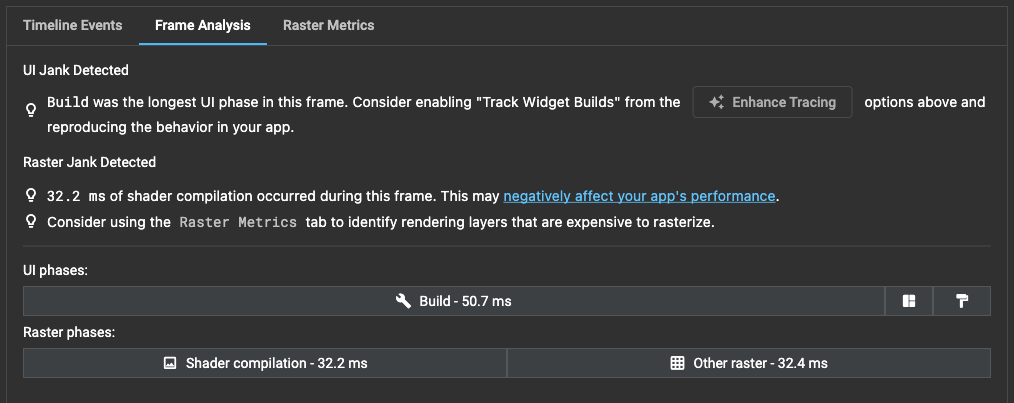 Timeline Events Frame Analysis Raster Metrics
UI Jank Detected
Build was the longest UI phase in this frame. Consider enabling "Track Widget Builds" from the Enhance Tracing options above and
reproducing the behavior in your app.
Raster Jank Detected
32.2 ms of shader compilation occurred during this frame. This may negatively affect your app's performance.
Consider using the Raster Metrics tab to identify rendering layers that are expensive to rasterize.
UI phases:
Build - 50.7 ms
Raster phases:
Shader compilation - 32.2 ms Other raster - 32.4 ms